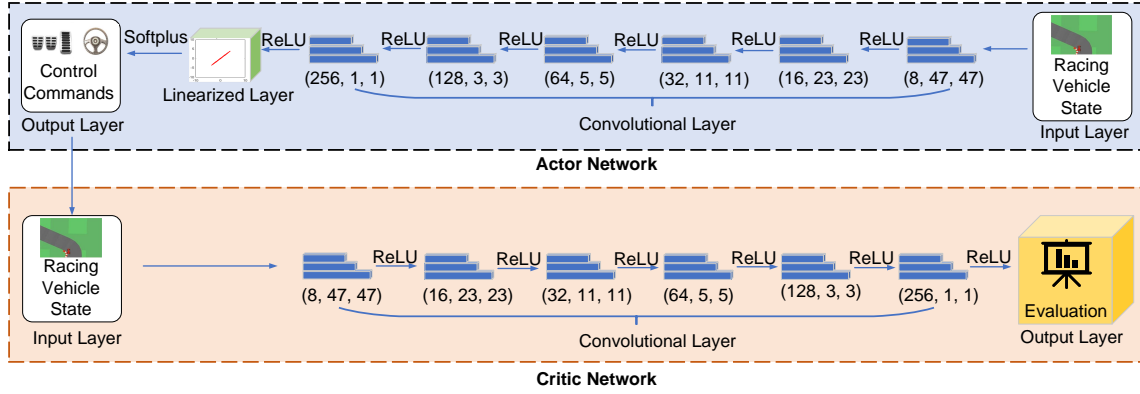 Softplus
ReLU
ReLU
ReLU
ReLU
ReLU
ReLU
Control
Commands
Output Layer
Linearized Layer
(256, 1, 1)
(128, 3, 3)
(64, 5, 5)
(32, 11, 11)
(16, 23, 23)
(8, 47, 47)
Convolutional Layer
Racing
Vehicle
State
Input Layer
Actor Network
Racing
Vehicle
State
Input Layer
ReLU
ReLU
ReLU
ReLU
ReLU
ReLU
(8, 47, 47)
(16, 23, 23)
(32, 11, 11)
(64, 5, 5)
(128, 3, 3)
(256, 1, 1)
Convolutional Layer
Evaluation
Output Layer
Critic Network